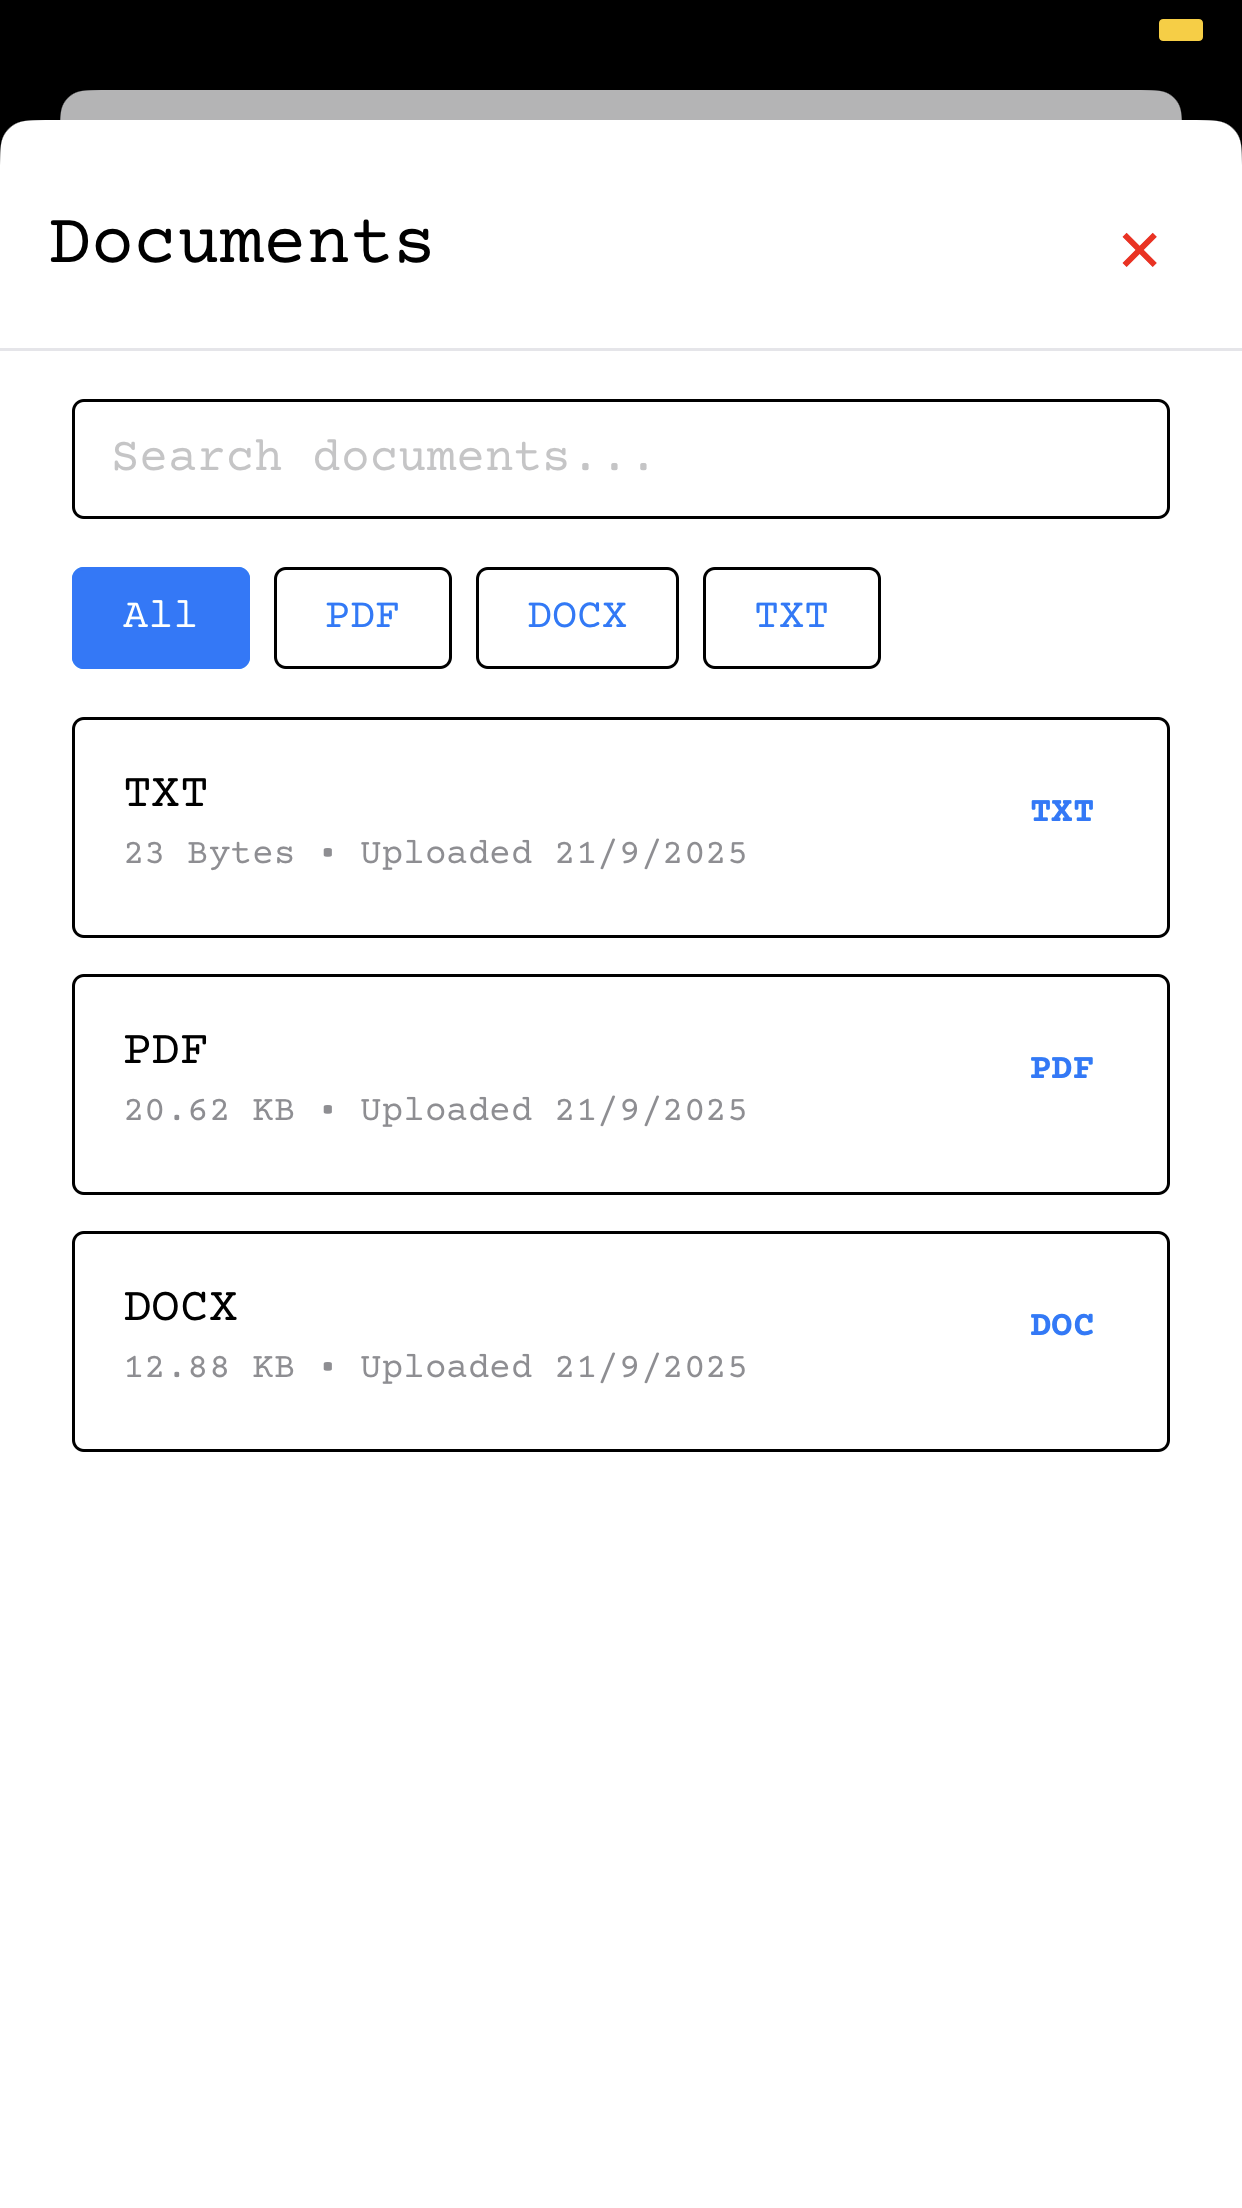 Documents
Search documents...
All PDF DOCX TXT
TXT
TXT
23 Bytes • Uploaded 21/9/2025
PDF
PDF
20.62 KB • Uploaded 21/9/2025
DOCX
DOC
12.88 KB • Uploaded 21/9/2025